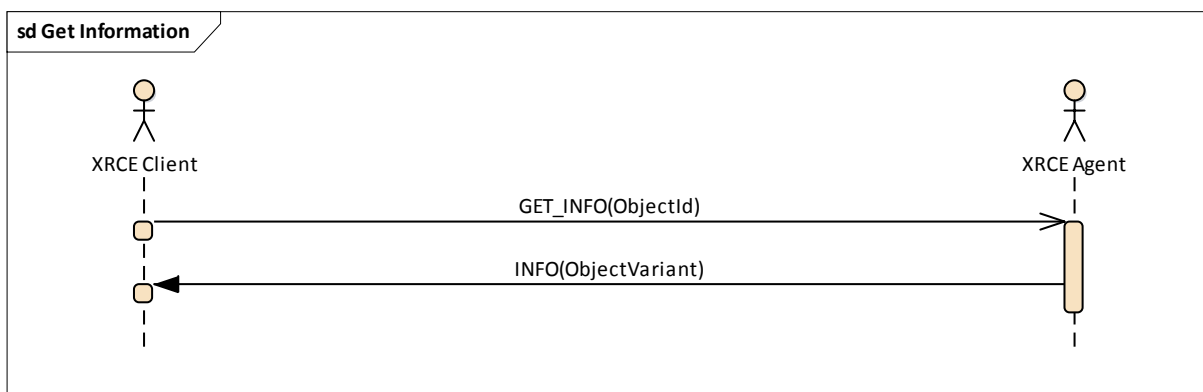 sd Get Information
XRCE Client
XRCE Agent
GET_INFO(ObjectId)
INFO(ObjectVariant)